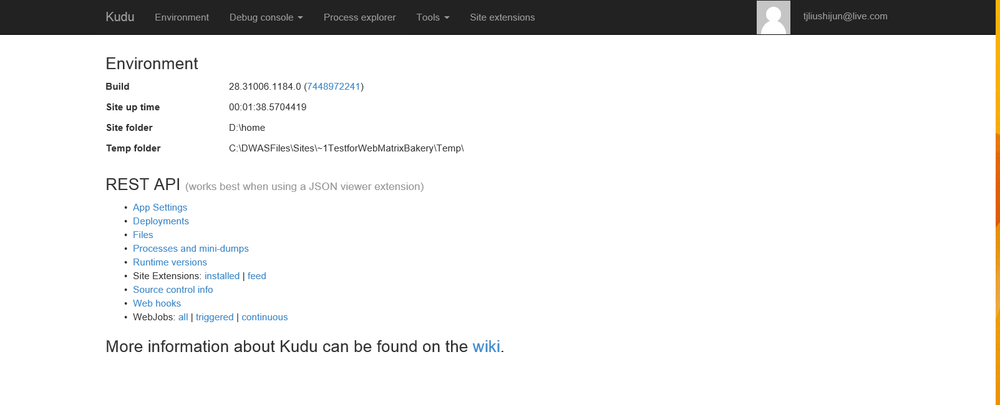 Kudu Environment Debug console Process explorer Tools Site extensions tjliushijun@live.com
Environment
Build 28.31006.1184.0 (7448972241)
Site up time 00:01:38.5704419
Site folder D:\home
Temp folder C:\DWASFiles\Sites\~1TestforWebMatrixBakery\Temp\
REST API (works best when using a JSON viewer extension)
• App Settings
• Deployments
• Files
• Processes and mini-dumps
• Runtime versions
• Site Extensions: installed | feed
• Source control info
• Web hooks
• WebJobs: all | triggered | continuous
More information about Kudu can be found on the wiki.